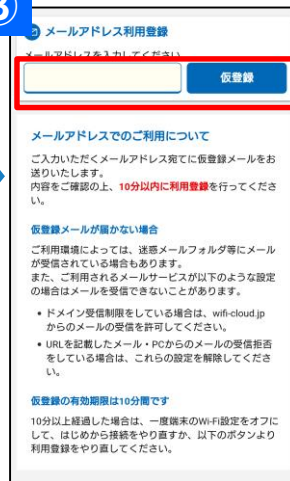 ③
メールアドレス利用登録
メールアドレスを入力してください
仮登録
メールアドレスでのご利用について
ご入力いただくメールアドレス宛てに仮登録メールをお
送りいたします。
内容をご確認の上、10分以内に利用登録を行ってくださ
い。
仮登録メールが届かない場合
ご利用環境によっては、迷惑メールフォルダ等にメール
が受信されている場合もあります。
また、ご利用されるメールサービスが以下のような設定
の場合はメールを受信できないことがあります。
• ドメイン受信制限をしている場合は、wifi-cloud.jp
からのメールの受信を許可してください。
• URLを記載したメール・PCからのメールの受信拒否
をしている場合は、これらの設定を解除してくださ
い。
仮登録の有効期限は10分間です
10分以上経過した場合は、一度端末のWi-Fi設定をオフに
して、はじめから接続をやり直すか、以下のボタンより
利用登録をやり直してください。